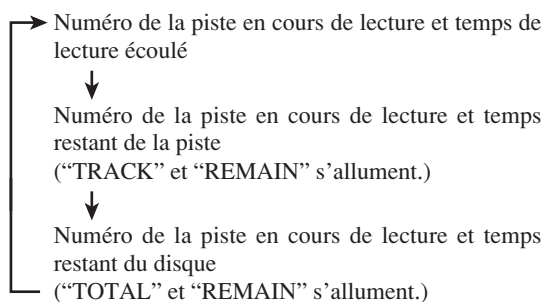 Numéro de la piste en cours de lecture et temps de
lecture écoulé
Numéro de la piste en cours de lecture et temps
restant de la piste
(“TRACK” et “REMAIN” s’allument.)
Numéro de la piste en cours de lecture et temps
restant du disque
(“TOTAL” et “REMAIN” s’allument.)